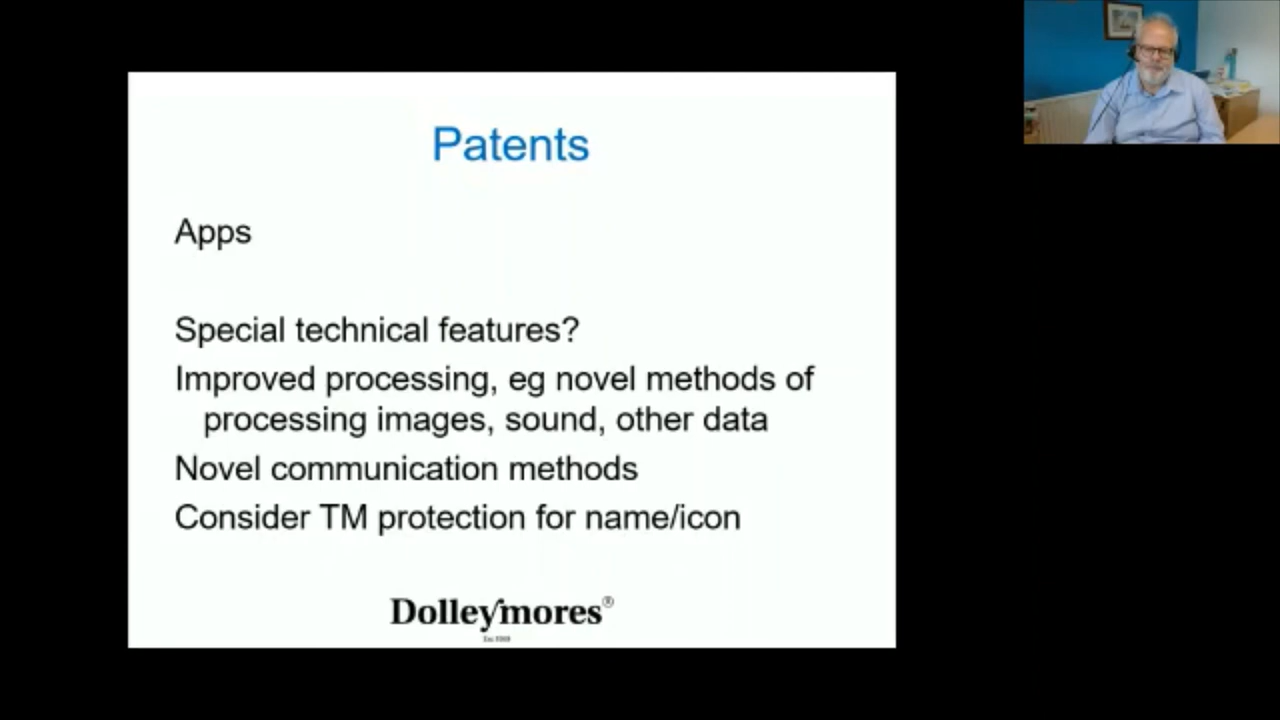 Patents
Apps
Special technical features?
Improved processing, eg novel methods of
processing images, sound, other data
Novel communication methods
Consider TM protection for name/icon
Dolleymores®